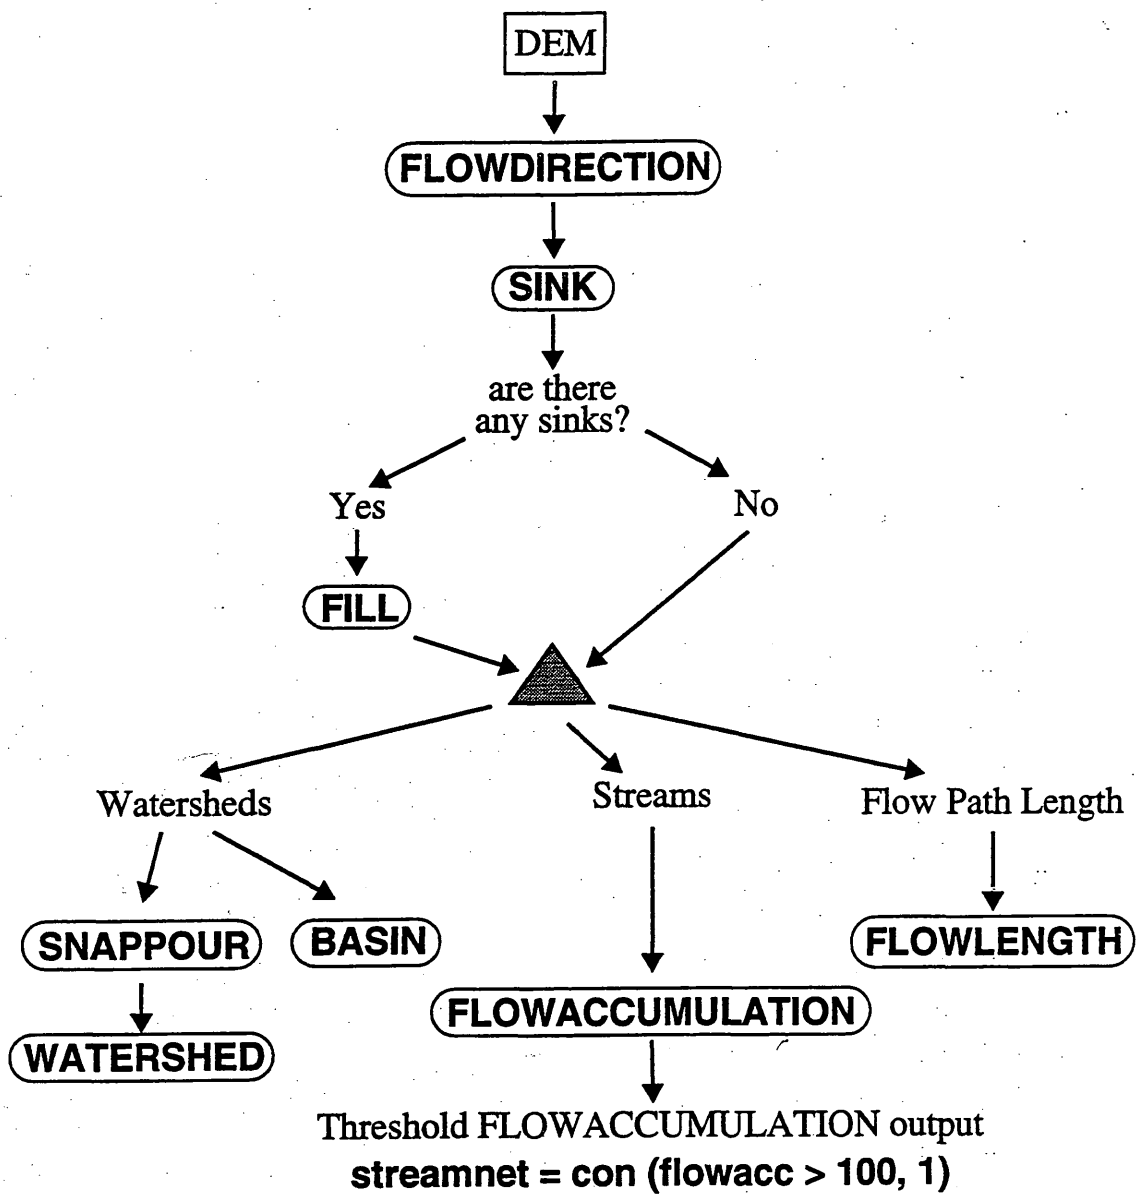 DEM
FLOWDIRECTION
SINK
are there
any sinks?
Yes
No
FILL
Watersheds
Streams
Flow Path Length
SNAPPOUR
BASIN
FLOWLENGTH
FLOWACCUMULATION
WATERSHED
Threshold FLOWACCUMULATION output
streamnet = con (flowacc > 100, 1)